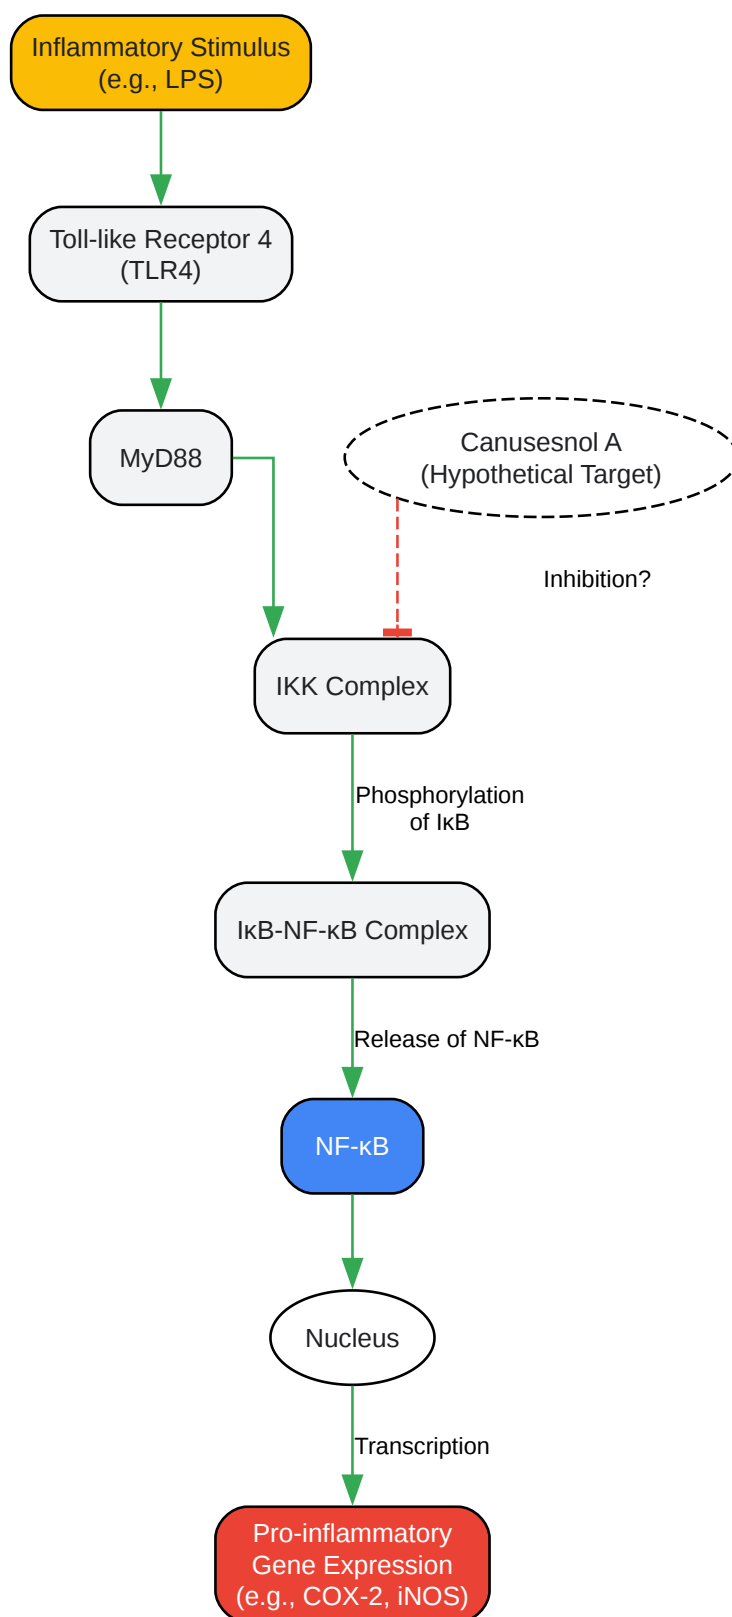 Inflammatory Stimulus
(e.g., LPS)
Toll-like Receptor 4
(TLR4)
MyD88
Canusesnol A
(Hypothetical Target)
Inhibition?
IKK Complex
Phosphorylation
of IκB
IκB-NF-κB Complex
Release of NF-κB
NF-κB
Nucleus
Transcription
Pro-inflammatory
Gene Expression
(e.g., COX-2, iNOS)